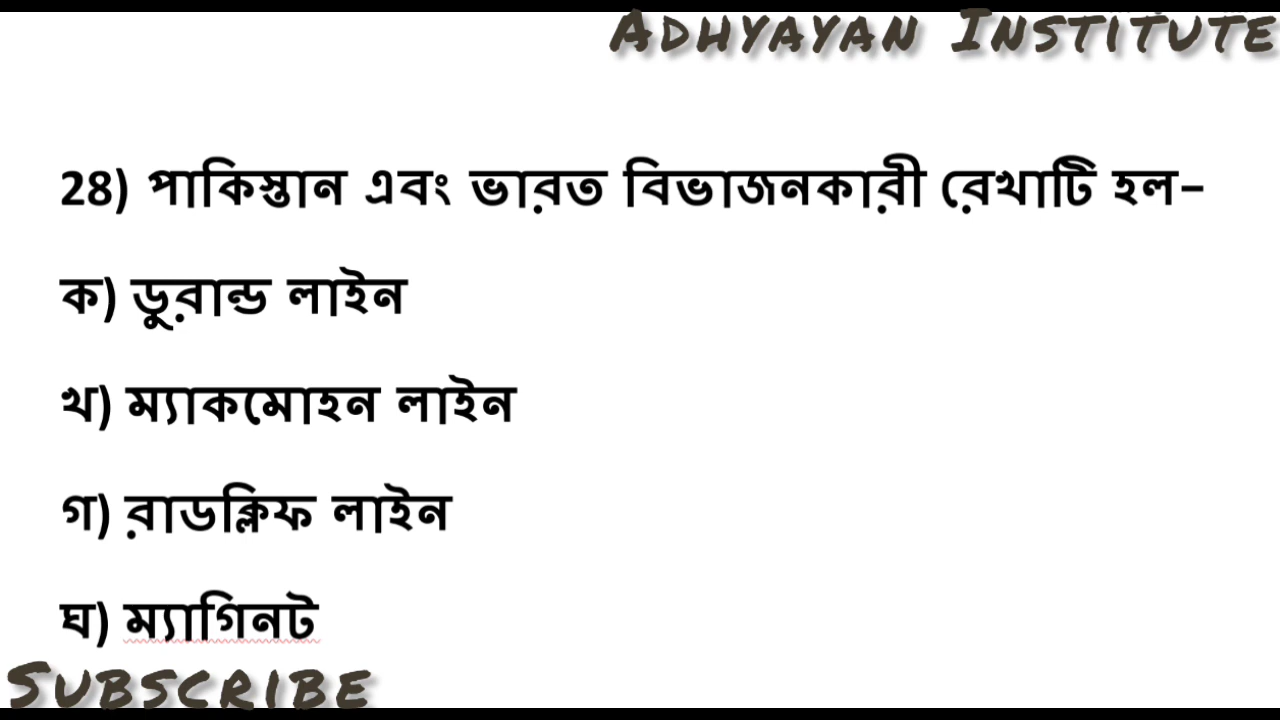 Adhyayan Institute
28) পাকিস্তান এবং ভারত বিভাজনকারী রেখাটি হল–
ক) ডুরান্ড লাইন
খ) ম্যাকমোহন লাইন
গ) রাডক্লিফ লাইন
ঘ) ম্যাগিনট
Subscribe